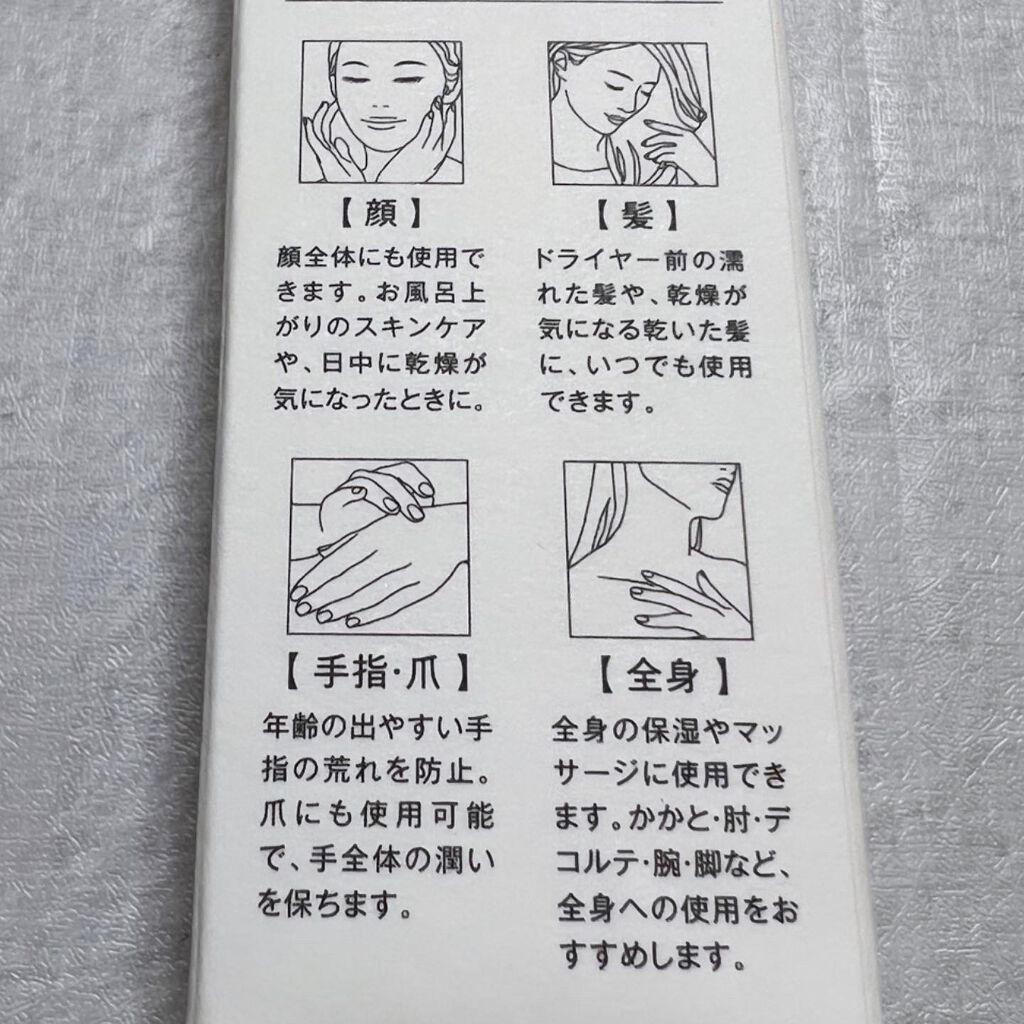 【 顔 】
顔全体にも使用で
きます。お風呂上
がりのスキンケア
や、日中に乾燥が
気になったときに。
【 髪 】
ドライヤー前の濡
れた髪や、乾燥が
気になる乾いた髪
に、いつでも使用
できます。
【 手指・爪 】
年齢の出やすい手
指の荒れを防止。
爪にも使用可能
で、手全体の潤い
を保ちます。
【 全身 】
全身の保湿やマッ
サージに使用でき
ます。かかと・肘・デ
コルテ・腕・脚など、
全身への使用をお
すすめします。